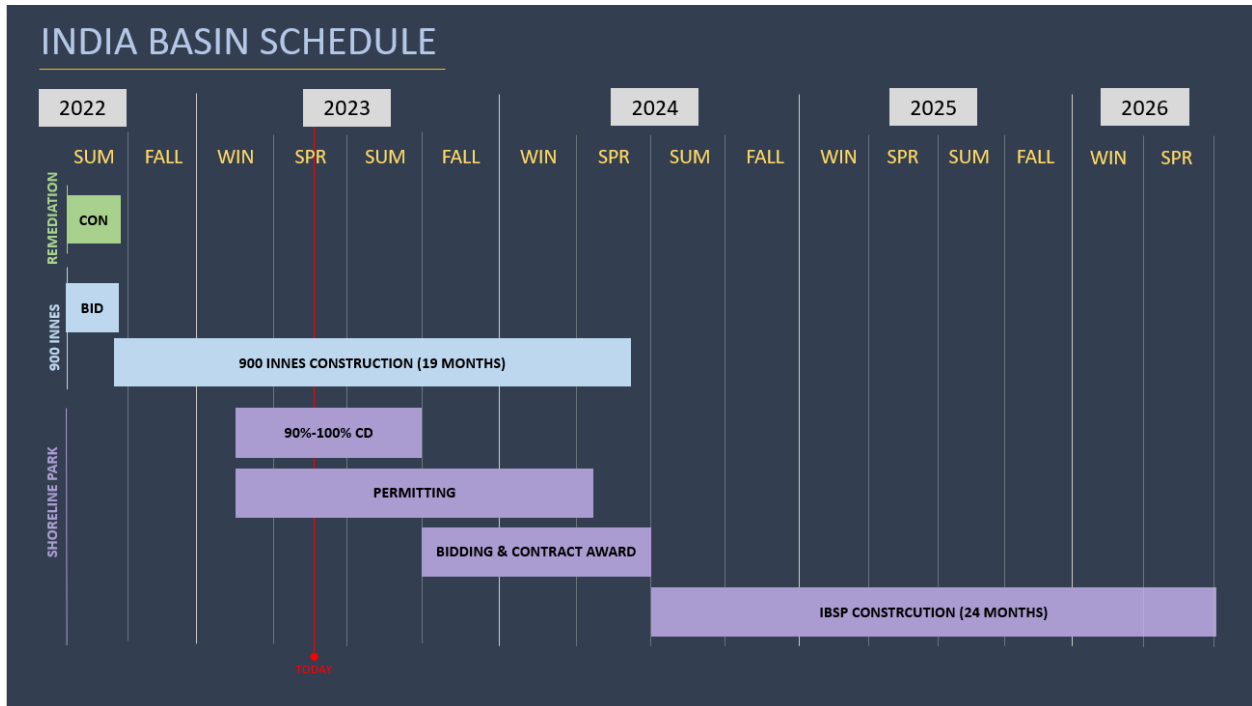 INDIA BASIN SCHEDULE
2022 2023 2024 2025 2026
SUM FALL WIN SPR SUM FALL WIN SPR SUM FALL WIN SPR SUM FALL WIN SPR
REMEDIATION
CON
900 INNES
BID
900 INNES CONSTRUCTION (19 MONTHS)
SHORELINE PARK
90%-100% CD
PERMITTING
BIDDING & CONTRACT AWARD
IBSP CONSTRCUTION (24 MONTHS)
TODAY